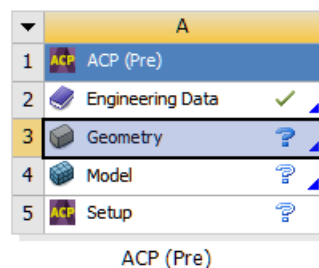 A
1 ACP ACP (Pre)
2 Engineering Data
3 Geometry ?
4 Model ?
5 ACP Setup ?
ACP (Pre)